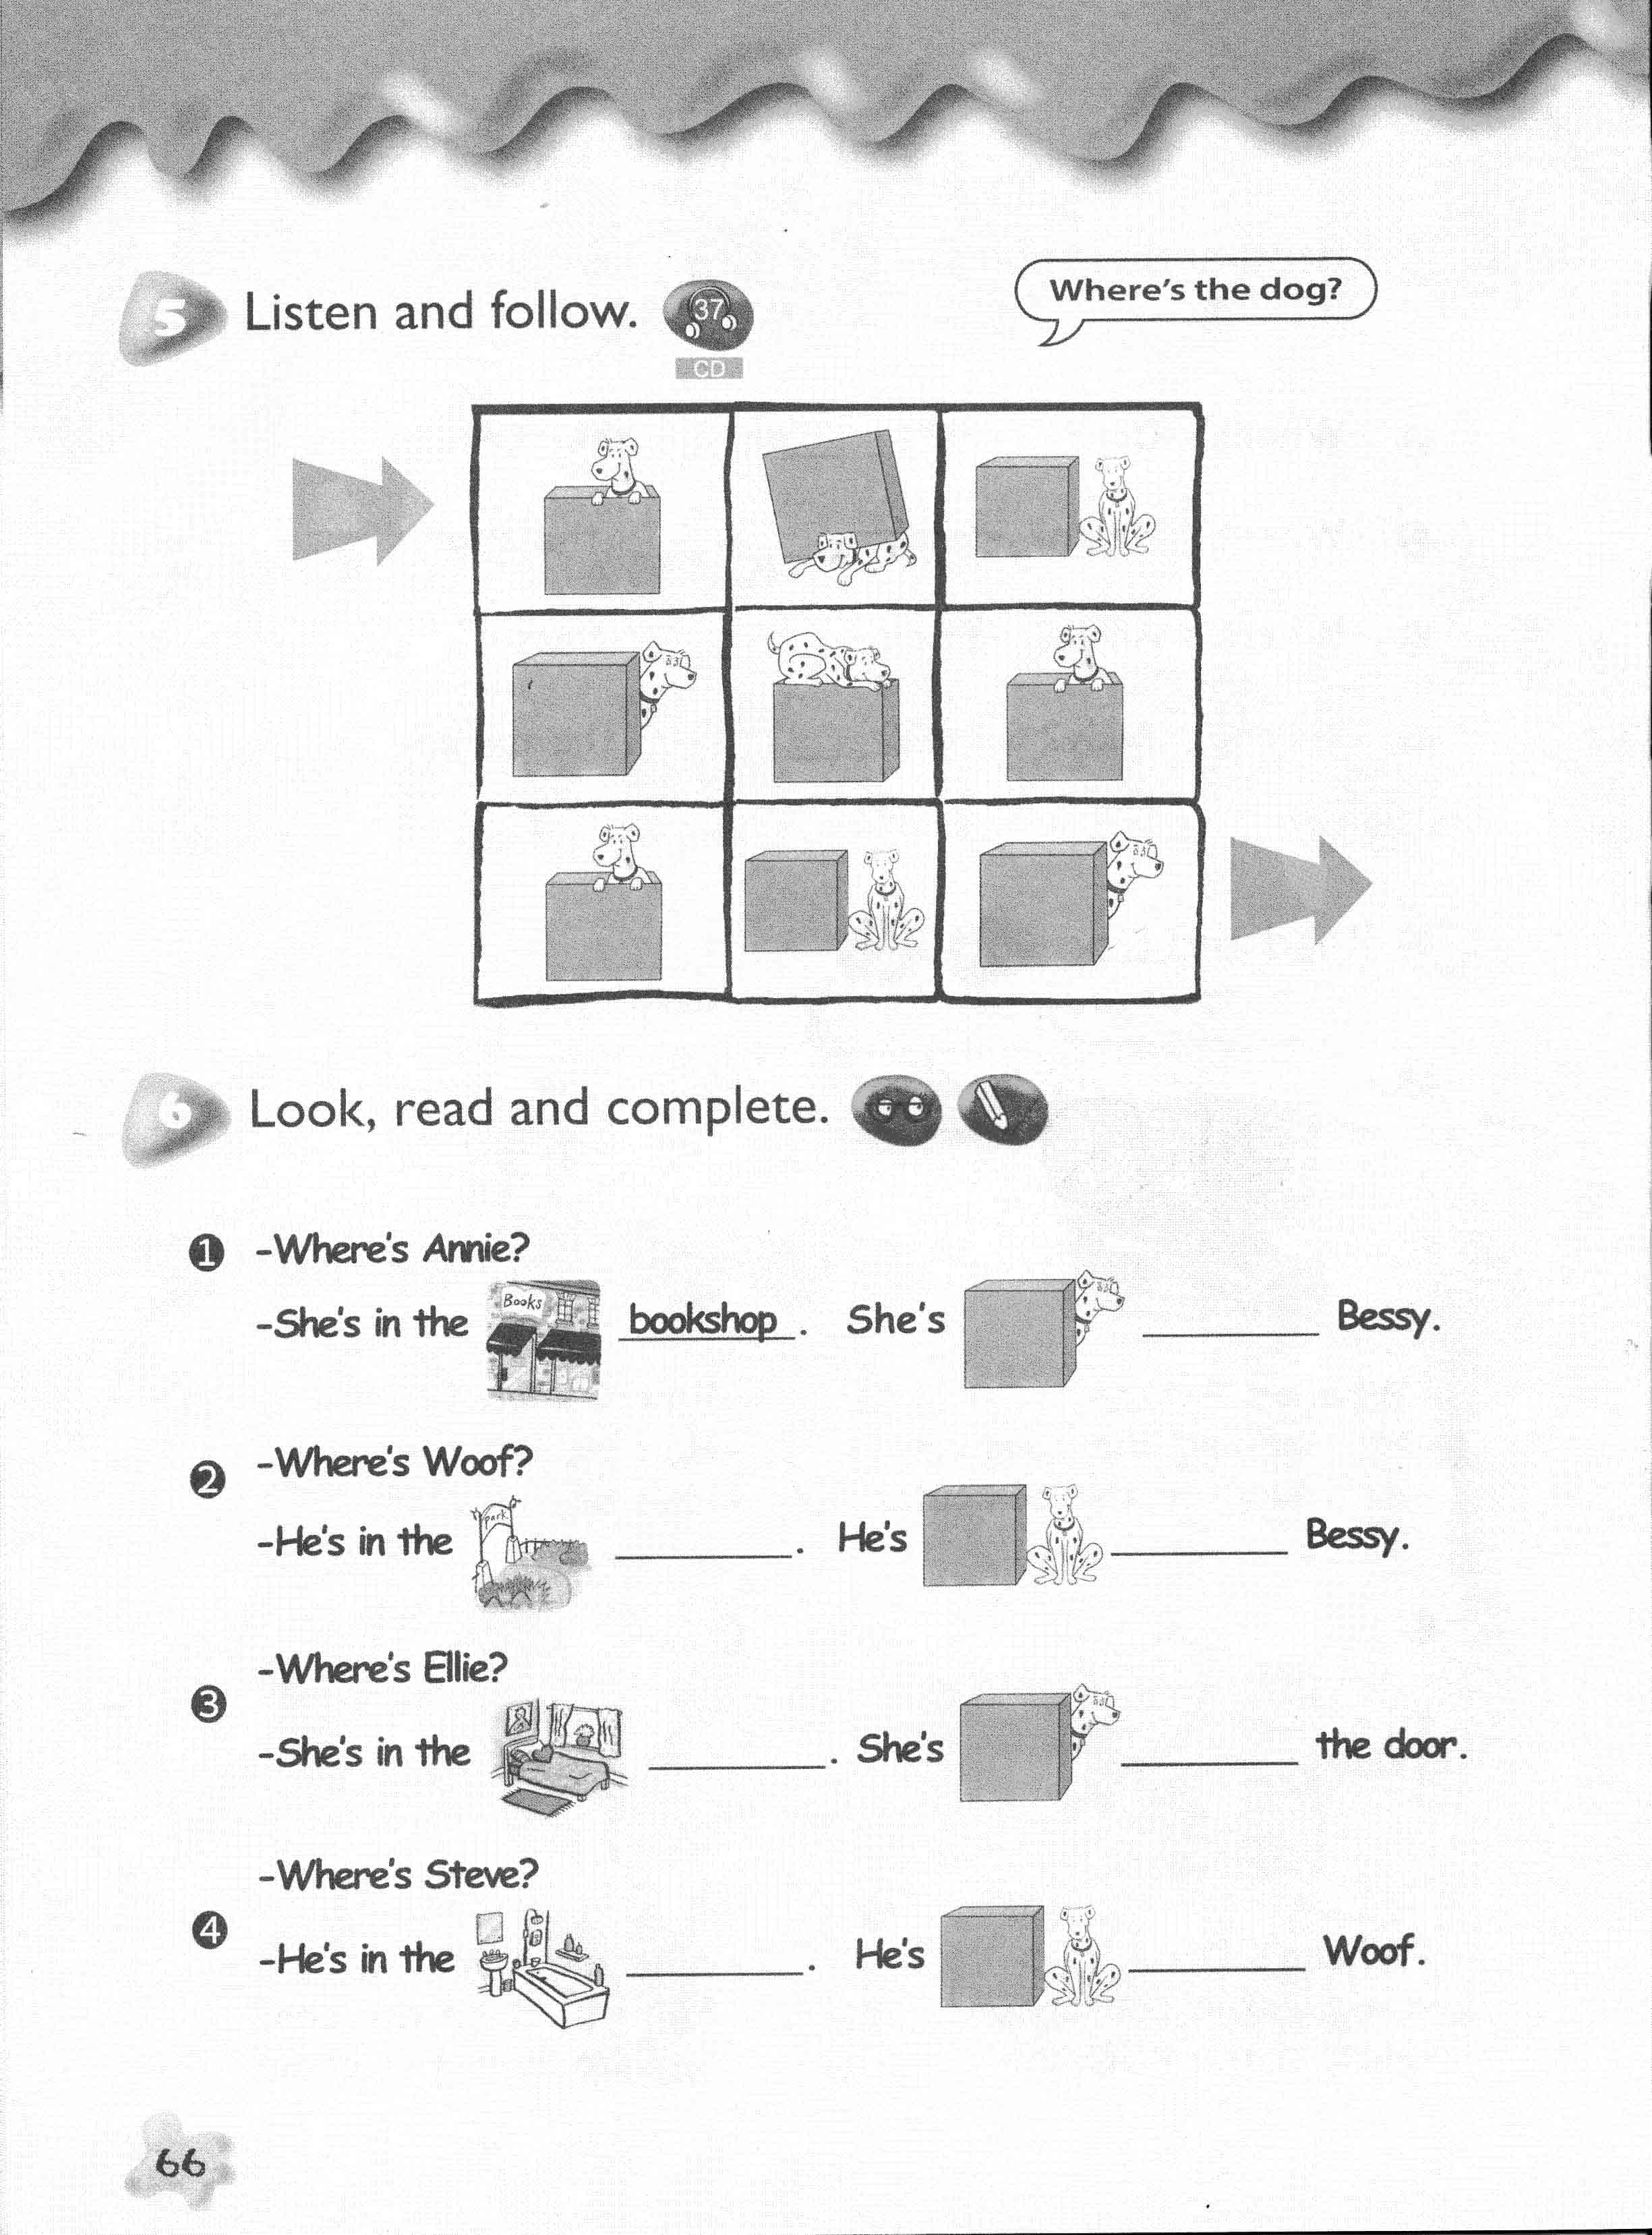 5 Listen and follow. 37
CD
Where's the dog?
6 Look, read and complete.
1 -Where's Annie?
-She's in the Books bookshop. She's ________ Bessy.
2 -Where's Woof?
-He's in the Park ________. He's ________ Bessy.
3 -Where's Ellie?
-She's in the ________. She's ________ the door.
4 -Where's Steve?
-He's in the ________. He's ________ Woof.
66